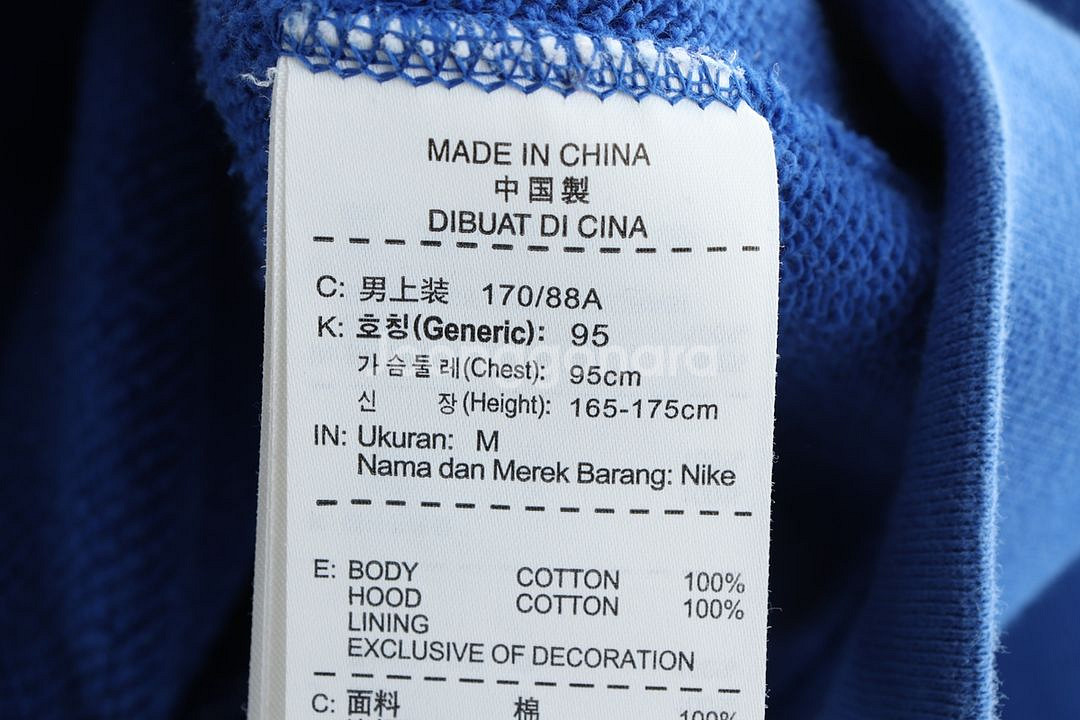 MADE IN CHINA
中国製
DIBUAT DI CINA
C: 男上装 170/88A
K: 호칭(Generic): 95
가슴둘레(Chest): 95cm
신 장(Height): 165-175cm
IN: Ukuran: M
Nama dan Merek Barang: Nike
E: BODY COTTON 100%
HOOD COTTON 100%
LINING
EXCLUSIVE OF DECORATION
C: 面料 棉 100%